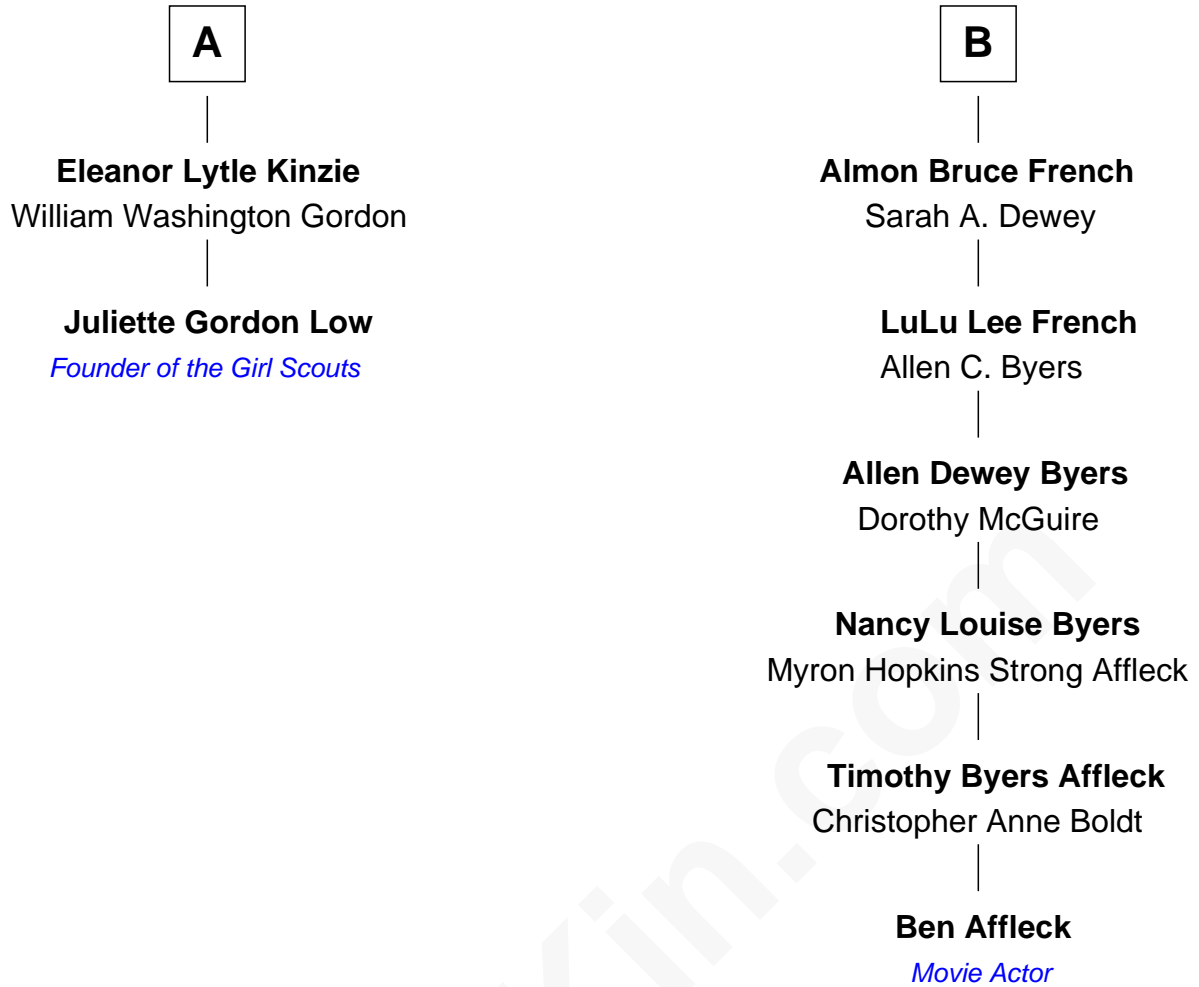 A
Eleanor Lytle Kinzie
William Washington Gordon
Juliette Gordon Low
Founder of the Girl Scouts
B
Almon Bruce French
Sarah A. Dewey
LuLu Lee French
Allen C. Byers
Allen Dewey Byers
Dorothy McGuire
Nancy Louise Byers
Myron Hopkins Strong Affleck
Timothy Byers Affleck
Christopher Anne Boldt
Ben Affleck
Movie Actor
Kin.com